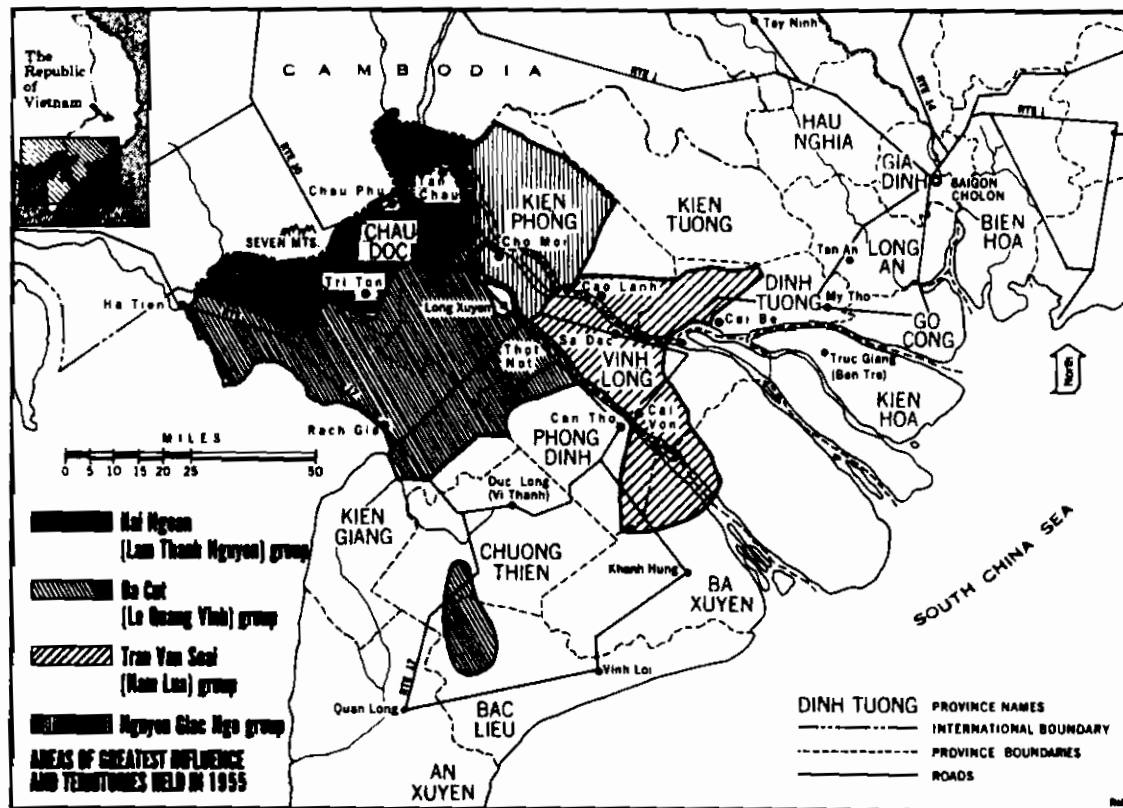 The
Republic
of
Vietnam
CAMBODIA
Tay Ninh
RTE 1
RTE 14
RTE 1
HAU
NGHIA
GIA
DINH
SAIGON
CHOLON
BIEN
HOA
Chau Phu
Tan
Chau
KIEN
PHONG
KIEN
TUONG
SEVEN MTS.
CHAU
DOC
Cho Moi
Tan An
LONG
AN
Ha Tien
Tri Ton
Long Xuyen
Cao Lanh
DINH
TUONG
My Tho
Cai Be
GO
CONG
Sa Dec
VINH
LONG
Thot
Not
Truc Giang
(Ben Tre)
KIEN
HOA
North
Rach Gia
Can Tho
Cai
Von
PHONG
DINH
MILES
0 5 10 15 20 25 50
Duc Long
(Vi Thanh)
KIEN
GIANG
CHUONG
THIEN
Khanh Hung
BA
XUYEN
SOUTH CHINA SEA
Hai Ngoan
(Lam Thanh Nguyen) group
Ba Cut
(Le Quang Vinh) group
Tran Van Soai
(Nam Lua) group
Nguyen Giac Ngo group
AREAS OF GREATEST INFLUENCE
AND TERRITORIES HELD IN 1955
RTE 12
Vinh Loi
Quan Long
BAC
LIEU
AN
XUYEN
DINH TUONG PROVINCE NAMES
INTERNATIONAL BOUNDARY
PROVINCE BOUNDARIES
ROADS